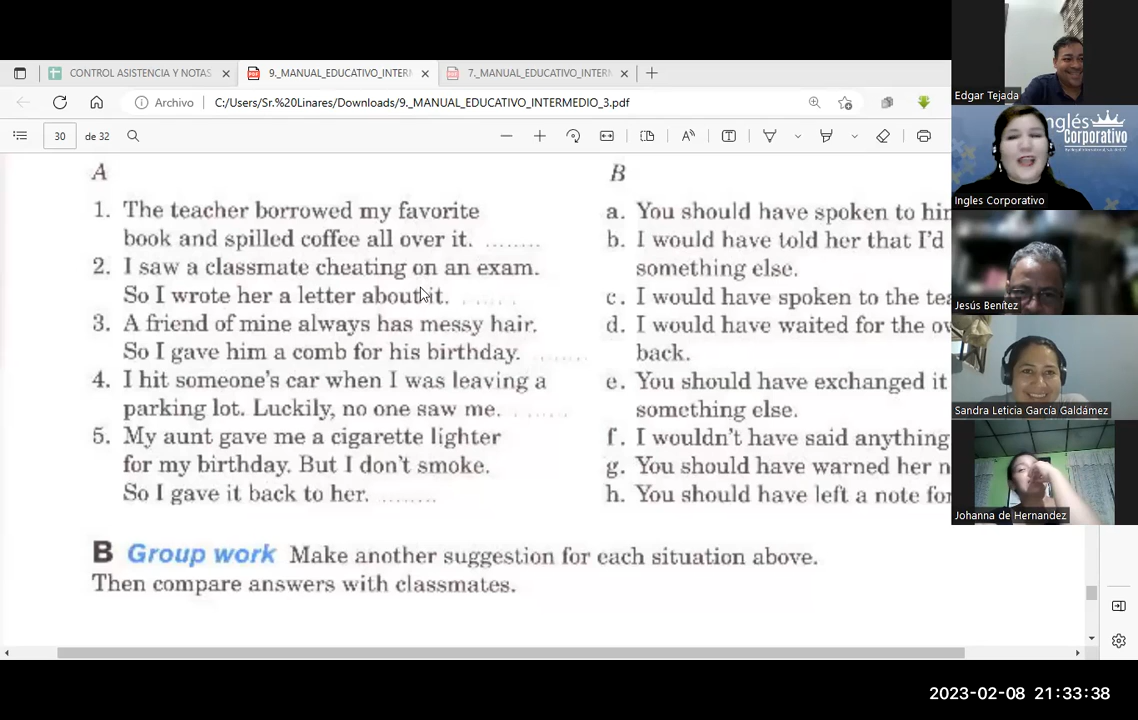 CONTROL ASISTENCIA Y NOTAS
9._MANUAL_EDUCATIVO_INTERM
7._MANUAL_EDUCATIVO_INTERM
Archivo
C:/Users/Sr.%20Linares/Downloads/9._MANUAL_EDUCATIVO_INTERMEDIO_3.pdf
30 de 32
A
1. The teacher borrowed my favorite
book and spilled coffee all over it. ........
2. I saw a classmate cheating on an exam.
So I wrote her a letter about it. .......
3. A friend of mine always has messy hair.
So I gave him a comb for his birthday. .......
4. I hit someone's car when I was leaving a
parking lot. Luckily, no one saw me. .......
5. My aunt gave me a cigarette lighter
for my birthday. But I don't smoke.
So I gave it back to her. ........
B
a. You should have spoken to him
b. I would have told her that I'd
something else.
c. I would have spoken to the tea
d. I would have waited for the ow
back.
e. You should have exchanged it
something else.
f. I wouldn't have said anything
g. You should have warned her n
h. You should have left a note for
B Group work Make another suggestion for each situation above.
Then compare answers with classmates.
Edgar Tejada
Inglés
Corporativo
Ingles Corporativo
Jesús Benítez
Sandra Leticia García Galdámez
Johanna de Hernandez
2023-02-08 21:33:38